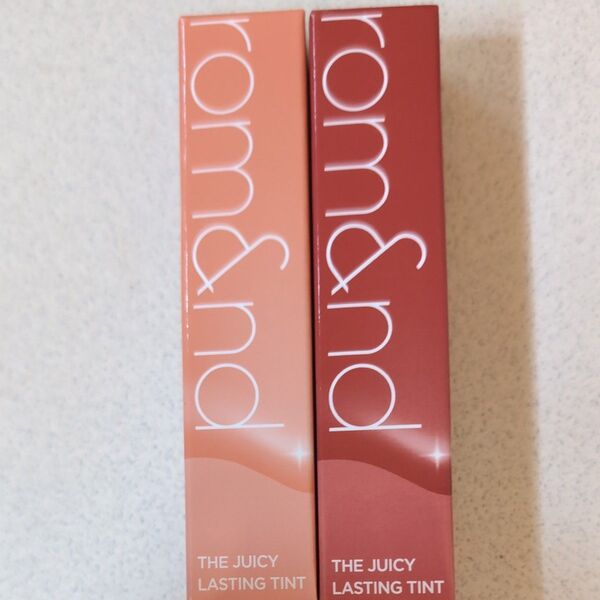 rom&nd
THE JUICY
LASTING TINT
rom&nd
THE JUICY
LASTING TINT